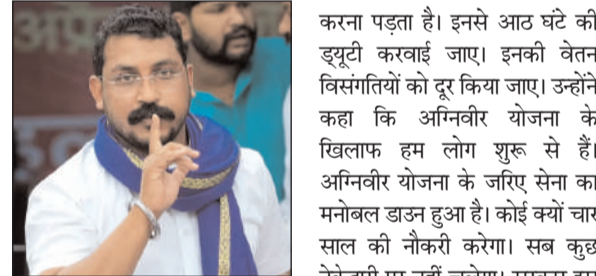 करना पड़ता है। इनसे आठ घंटे की
ड्यूटी करवाई जाए। इनकी वेतन
विसंगतियों को दूर किया जाए। उन्होंने
कहा कि अग्निवीर योजना के
खिलाफ हम लोग शुरू से हैं।
अग्निवीर योजना के जरिए सेना का
मनोबल डाउन हुआ है। कोई क्यों चार
साल की नौकरी करेगा। सब कुछ